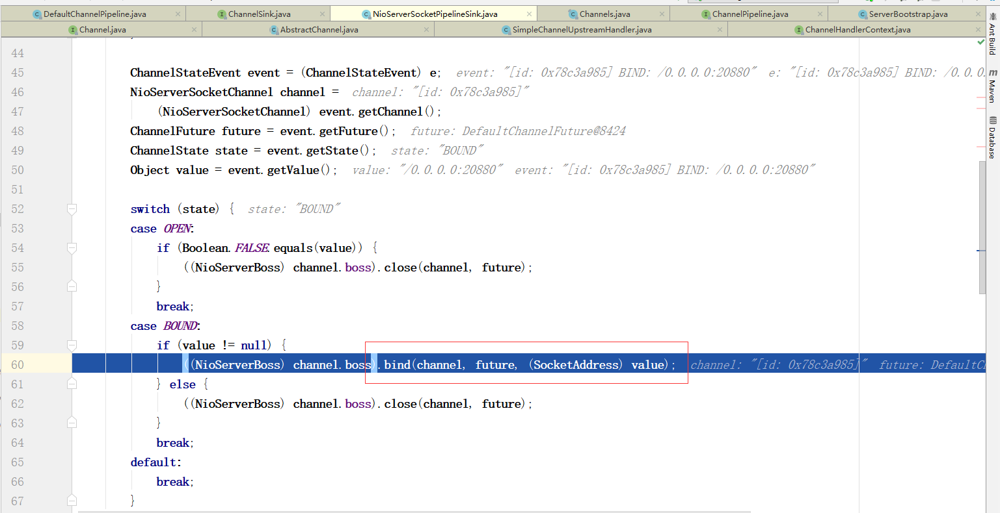 DefaultChannelPipeline.java ChannelSink.java NioServerSocketPipelineSink.java Channels.java ChannelPipeline.java ServerBootstrap.java
Channel.java AbstractChannel.java SimpleChannelUpstreamHandler.java ChannelHandlerContext.java
44
45 ChannelStateEvent event = (ChannelStateEvent) e; event: "[id: 0x78c3a985] BIND: /0.0.0.0:20880" e: "[id: 0x78c3a985] BIND: /0.0.0.
46 NioServerSocketChannel channel = channel: "[id: 0x78c3a985]"
47 (NioServerSocketChannel) event.getChannel();
48 ChannelFuture future = event.getFuture(); future: DefaultChannelFuture@8424
49 ChannelState state = event.getState(); state: "BOUND"
50 Object value = event.getValue(); value: "/0.0.0.0:20880" event: "[id: 0x78c3a985] BIND: /0.0.0.0:20880"
51
52 switch (state) { state: "BOUND"
53 case OPEN:
54 if (Boolean.FALSE.equals(value)) {
55 ((NioServerBoss) channel.boss).close(channel, future);
56 }
57 break;
58 case BOUND:
59 if (value != null) {
60 ((NioServerBoss) channel.boss).bind(channel, future, (SocketAddress) value); channel: "[id: 0x78c3a985]" future: DefaultC
61 } else {
62 ((NioServerBoss) channel.boss).close(channel, future);
63 }
64 break;
65 default:
66 break;
67 }
Ant Build
Maven
Database